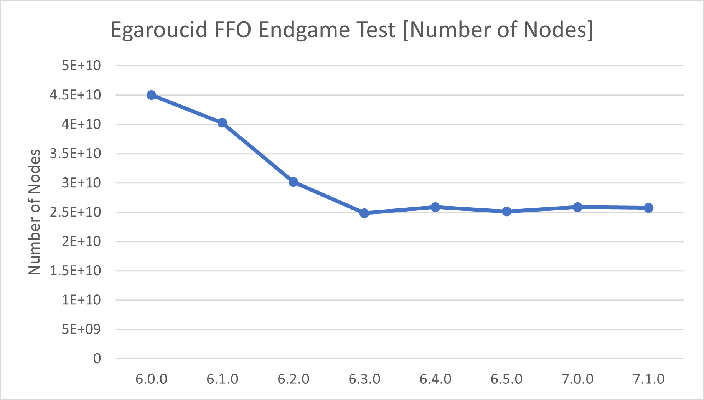 Egaroucid FFO Endgame Test [Number of Nodes]
Number of Nodes
5E+10
4.5E+10
4E+10
3.5E+10
3E+10
2.5E+10
2E+10
1.5E+10
1E+10
5E+09
0
6.0.0 6.1.0 6.2.0 6.3.0 6.4.0 6.5.0 7.0.0 7.1.0